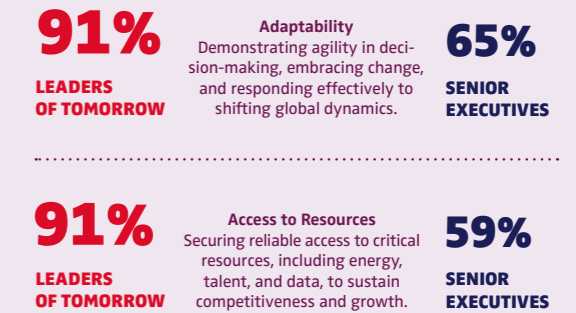 91%
LEADERS
OF TOMORROW
Adaptability
Demonstrating agility in deci-
sion-making, embracing change,
and responding effectively to
shifting global dynamics.
65%
SENIOR
EXECUTIVES
91%
LEADERS
OF TOMORROW
Access to Resources
Securing reliable access to critical
resources, including energy,
talent, and data, to sustain
competitiveness and growth.
59%
SENIOR
EXECUTIVES